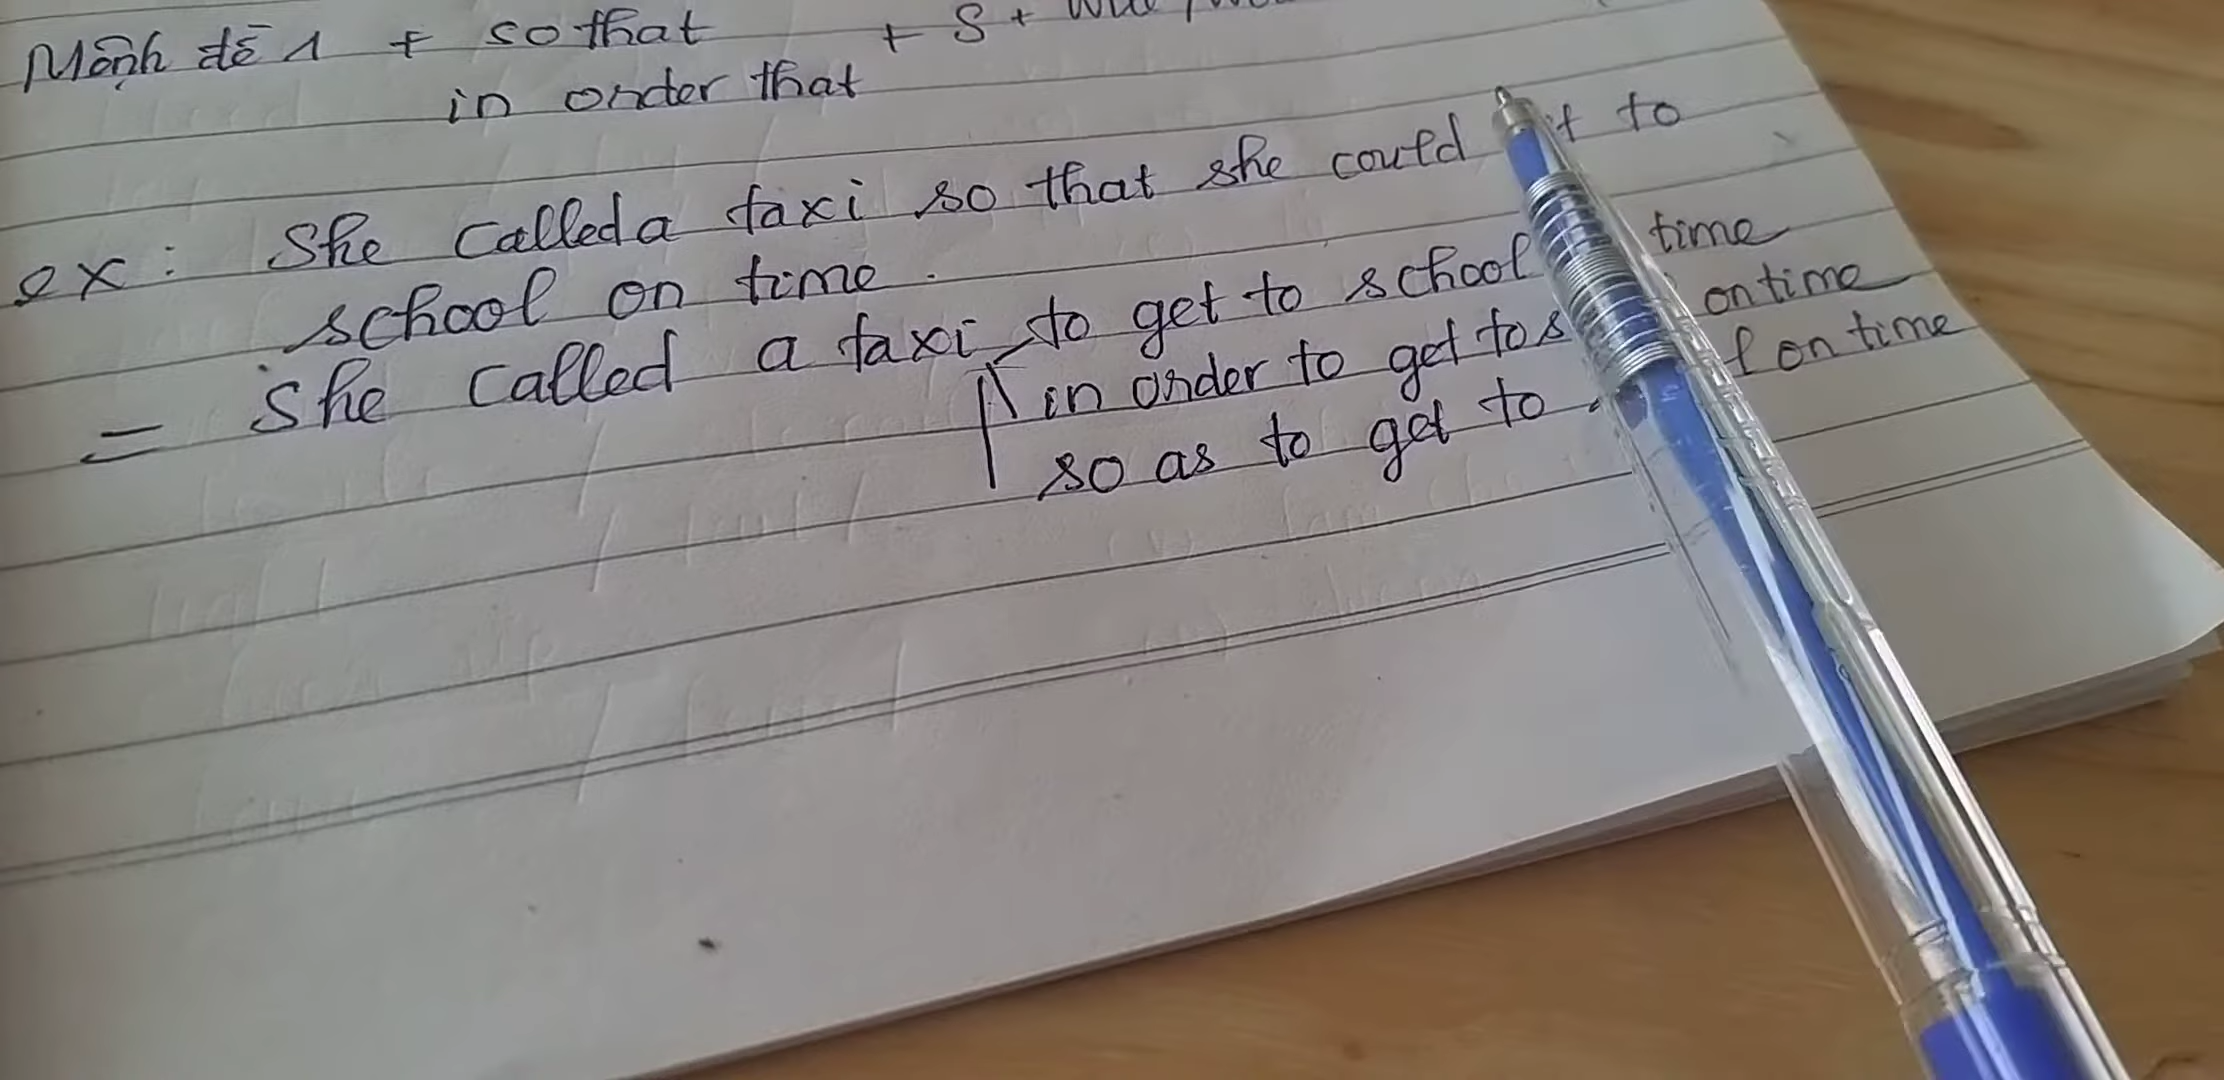 Mệnh đề 1 + so that + S +
in order that
ex: She called a taxi so that she could to
school on time.
= She called a taxi to get to school time
in order to get to on time
so as to get to on time